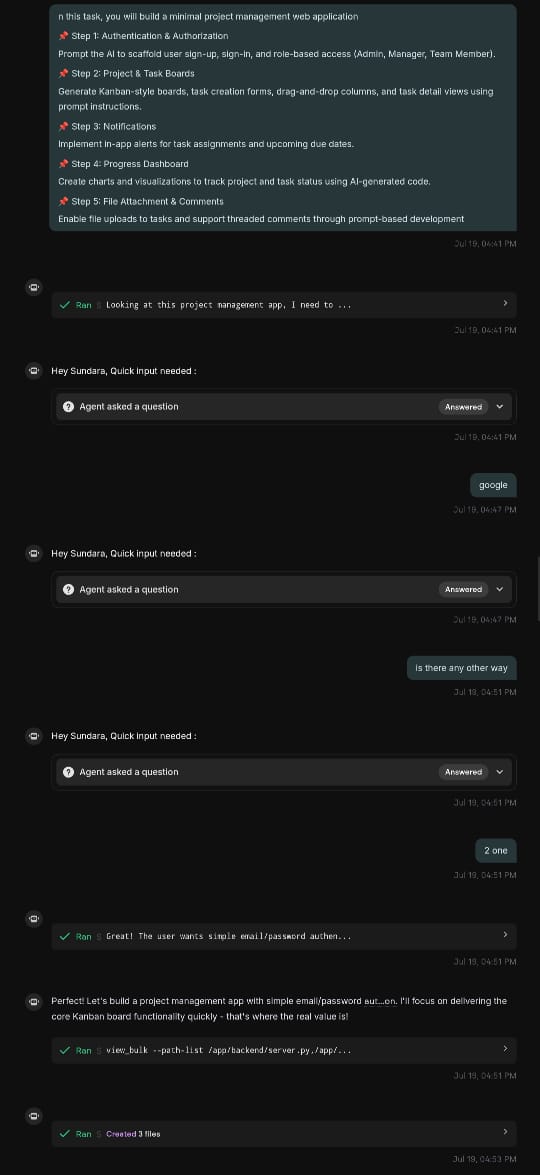 n this task, you will build a minimal project management web application
📌 Step 1: Authentication & Authorization
Prompt the AI to scaffold user sign-up, sign-in, and role-based access (Admin, Manager, Team Member).
📌 Step 2: Project & Task Boards
Generate Kanban-style boards, task creation forms, drag-and-drop columns, and task detail views using
prompt instructions.
📌 Step 3: Notifications
Implement in-app alerts for task assignments and upcoming due dates.
📌 Step 4: Progress Dashboard
Create charts and visualizations to track project and task status using AI-generated code.
📌 Step 5: File Attachment & Comments
Enable file uploads to tasks and support threaded comments through prompt-based development
Jul 19, 04:41 PM
Ran $ Looking at this project management app, I need to ...
Jul 19, 04:41 PM
Hey Sundara, Quick input needed :
Agent asked a question Answered
Jul 19, 04:41 PM
google
Jul 19, 04:47 PM
Hey Sundara, Quick input needed :
Agent asked a question Answered
Jul 19, 04:47 PM
is there any other way
Jul 19, 04:51 PM
Hey Sundara, Quick input needed :
Agent asked a question Answered
Jul 19, 04:51 PM
2 one
Jul 19, 04:51 PM
Ran $ Great! The user wants simple email/password authen...
Jul 19, 04:51 PM
Perfect! Let's build a project management app with simple email/password aut...on. I'll focus on delivering the
core Kanban board functionality quickly - that's where the real value is!
Ran $ view_bulk --path-list /app/backend/server.py,/app/...
Jul 19, 04:51 PM
Ran $ Created 3 files
Jul 19, 04:53 PM